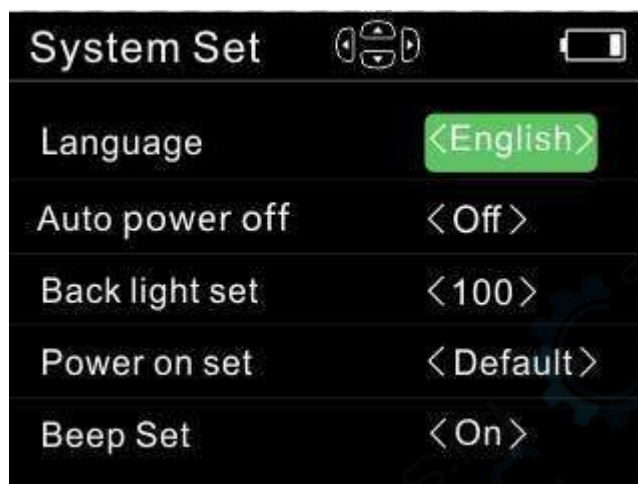 System Set
Language <English>
Auto power off <Off>
Back light set <100>
Power on set <Default>
Beep Set <On>